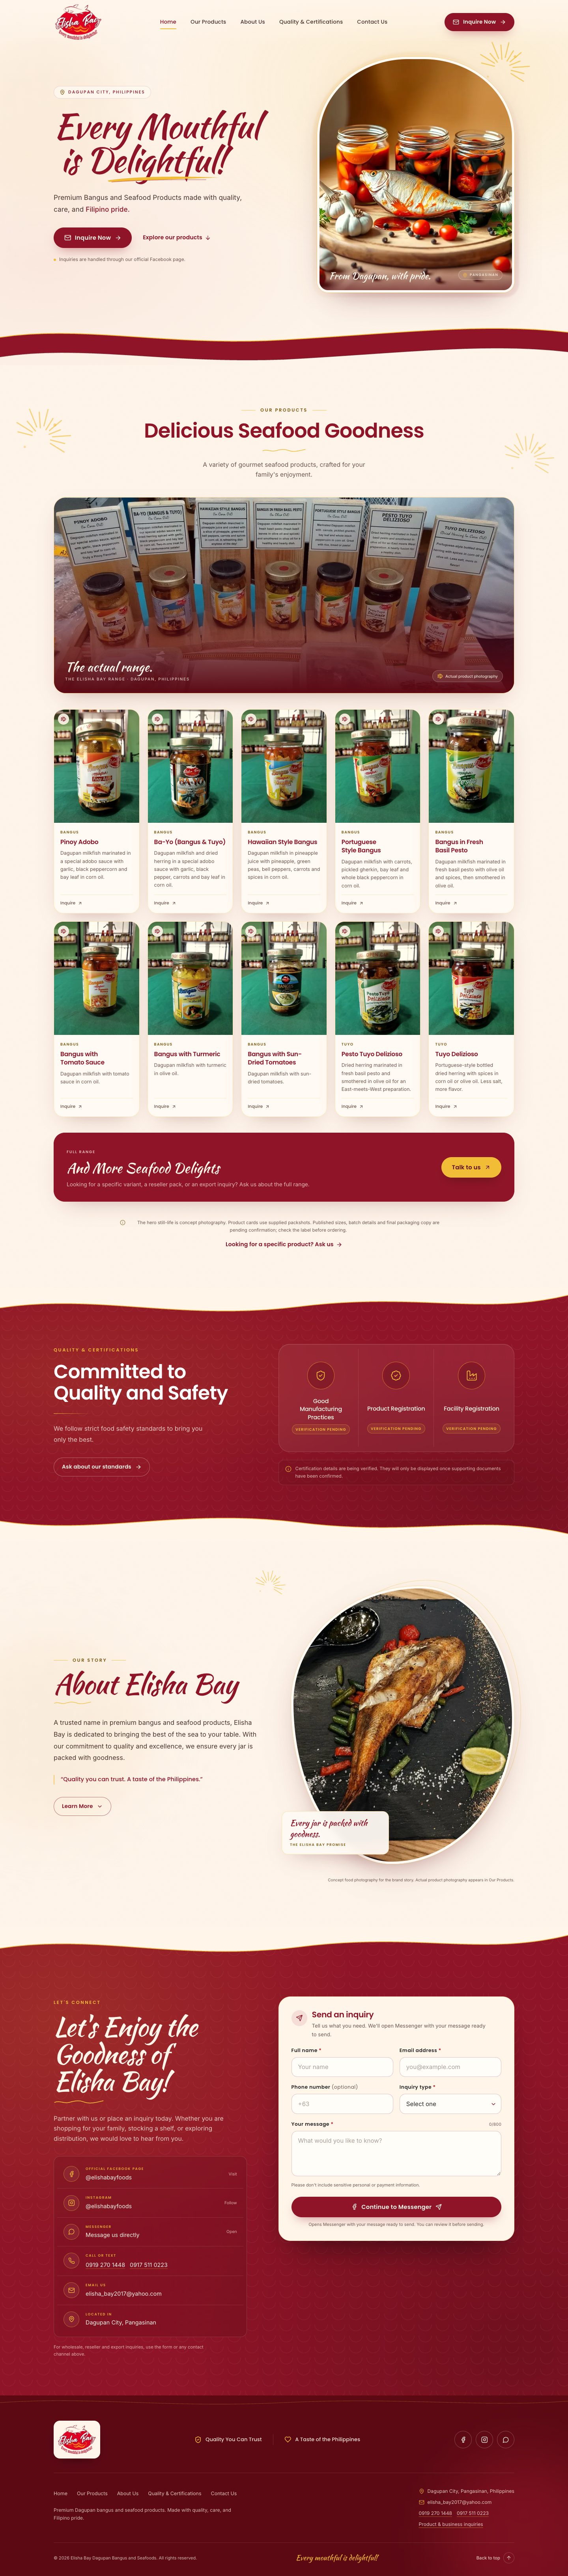 Elisha Bay
Every mouthful is delightful!
Home
Our Products
About Us
Quality & Certifications
Contact Us
Inquire Now
DAGUPAN CITY, PHILIPPINES
Every Mouthful
is Delightful!
Premium Bangus and Seafood Products made with quality,
care, and Filipino pride.
Inquire Now
Explore our products
Inquiries are handled through our official Facebook page.
From Dagupan, with pride.
PANGASINAN
OUR PRODUCTS
Delicious Seafood Goodness
A variety of gourmet seafood products, crafted for your
family's enjoyment.
PINOY ADOBO
BA-YO (BANGUS & TUYO)
HAWAIIAN STYLE BANGUS
BANGUS IN FRESH BASIL PESTO
PORTUGUESE STYLE BANGUS
PESTO TUYO DELIZIOSO
TUYO DELIZIOSO
The actual range.
THE ELISHA BAY RANGE · DAGUPAN, PHILIPPINES
Actual product photography
BANGUS
Pinoy Adobo
Dagupan milkfish marinated in
a special adobo sauce with
garlic, black peppercorn and
bay leaf in corn oil.
Inquire
BANGUS
Ba-Yo (Bangus & Tuyo)
Dagupan milkfish and dried
herring in a special adobo
sauce with garlic, black
pepper, carrots and bay leaf in
corn oil.
Inquire
BANGUS
Hawaiian Style Bangus
Dagupan milkfish in pineapple
juice with pineapple, green
peas, bell peppers, carrots and
spices in corn oil.
Inquire
BANGUS
Portuguese
Style Bangus
Dagupan milkfish with carrots,
pickled gherkin, bay leaf and
whole black peppercorn in
corn oil.
Inquire
BANGUS
Bangus in Fresh
Basil Pesto
Dagupan milkfish marinated in
fresh basil pesto with olive oil
and spices, then smothered in
olive oil.
Inquire
BANGUS
Bangus with
Tomato Sauce
Dagupan milkfish with tomato
sauce in corn oil.
Inquire
BANGUS
Bangus with Turmeric
Dagupan milkfish with turmeric
in olive oil.
Inquire
BANGUS
Bangus with Sun-
Dried Tomatoes
Dagupan milkfish with sun-
dried tomatoes.
Inquire
TUYO
Pesto Tuyo Delizioso
Dried herring marinated in
fresh basil pesto and
smothered in olive oil for an
East-meets-West preparation.
Inquire
TUYO
Tuyo Delizioso
Portuguese-style bottled
dried herring with spices in
corn oil or olive oil. Less salt,
more flavor.
Inquire
FULL RANGE
And More Seafood Delights
Looking for a specific variant, a reseller pack, or an export inquiry? Ask us about the full range.
Talk to us
The hero still-life is concept photography. Product cards use supplied packshots. Published sizes, batch details and final packaging copy are
pending confirmation; check the label before ordering.
Looking for a specific product? Ask us
QUALITY & CERTIFICATIONS
Committed to
Quality and Safety
We follow strict food safety standards to bring you
only the best.
Ask about our standards
Good
Manufacturing
Practices
VERIFICATION PENDING
Product Registration
VERIFICATION PENDING
Facility Registration
VERIFICATION PENDING
Certification details are being verified. They will only be displayed once supporting documents
have been confirmed.
OUR STORY
About Elisha Bay
A trusted name in premium bangus and seafood products, Elisha
Bay is dedicated to bringing the best of the sea to your table. With
our commitment to quality and excellence, we ensure every jar is
packed with goodness.
"Quality you can trust. A taste of the Philippines."
Learn More
Every jar is packed with
goodness.
THE ELISHA BAY PROMISE
Concept food photography for the brand story. Actual product photography appears in Our Products.
LET'S CONNECT
Let's Enjoy the
Goodness of
Elisha Bay!
Partner with us or place an inquiry today. Whether you are
shopping for your family, stocking a shelf, or exploring
distribution, we would love to hear from you.
OFFICIAL FACEBOOK PAGE
@elishabayfoods
Visit
INSTAGRAM
@elishabayfoods
Follow
MESSENGER
Message us directly
Open
CALL OR TEXT
0919 270 1448 0917 511 0223
EMAIL US
elisha_bay2017@yahoo.com
LOCATED IN
Dagupan City, Pangasinan
For wholesale, reseller and export inquiries, use the form or any contact
channel above.
Send an inquiry
Tell us what you need. We'll open Messenger with your message ready
to send.
Full name *
Your name
Email address *
you@example.com
Phone number (optional)
+63
Inquiry type *
Select one
Your message *
0/800
What would you like to know?
Please don't include sensitive personal or payment information.
Continue to Messenger
Opens Messenger with your message ready to send. You can review it before sending.
Elisha Bay
Every mouthful is delightful!
Quality You Can Trust
A Taste of the Philippines
Home
Our Products
About Us
Quality & Certifications
Contact Us
Premium Dagupan bangus and seafood products. Made with quality, care, and
Filipino pride.
Dagupan City, Pangasinan, Philippines
elisha_bay2017@yahoo.com
0919 270 1448 0917 511 0223
Product & business inquiries
© 2026 Elisha Bay Dagupan Bangus and Seafoods. All rights reserved.
Every mouthful is delightful!
Back to top